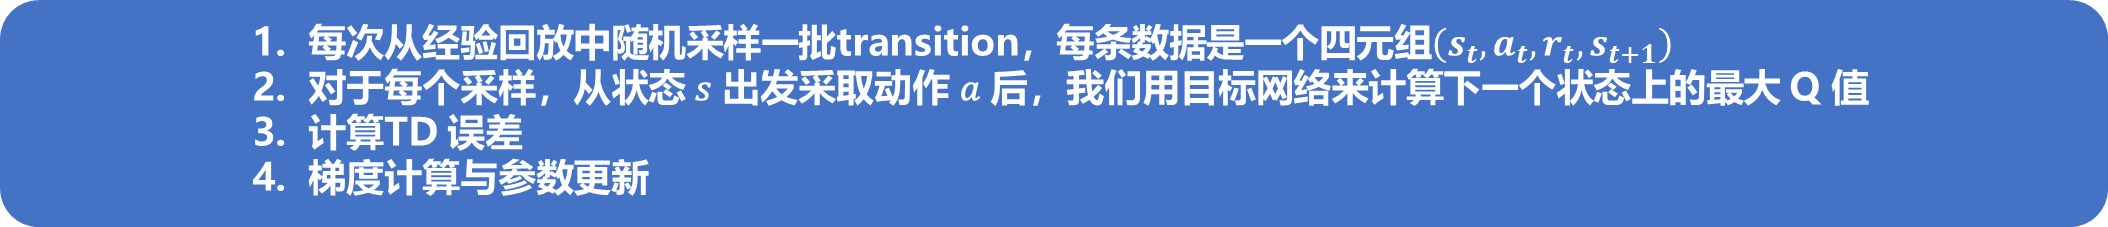 1. 每次从经验回放中随机采样一批transition，每条数据是一个四元组(s_t, a_t, r_t, s_{t+1})
2. 对于每个采样，从状态 s 出发采取动作 a 后，我们用目标网络来计算下一个状态上的最大 Q 值
3. 计算TD 误差
4. 梯度计算与参数更新